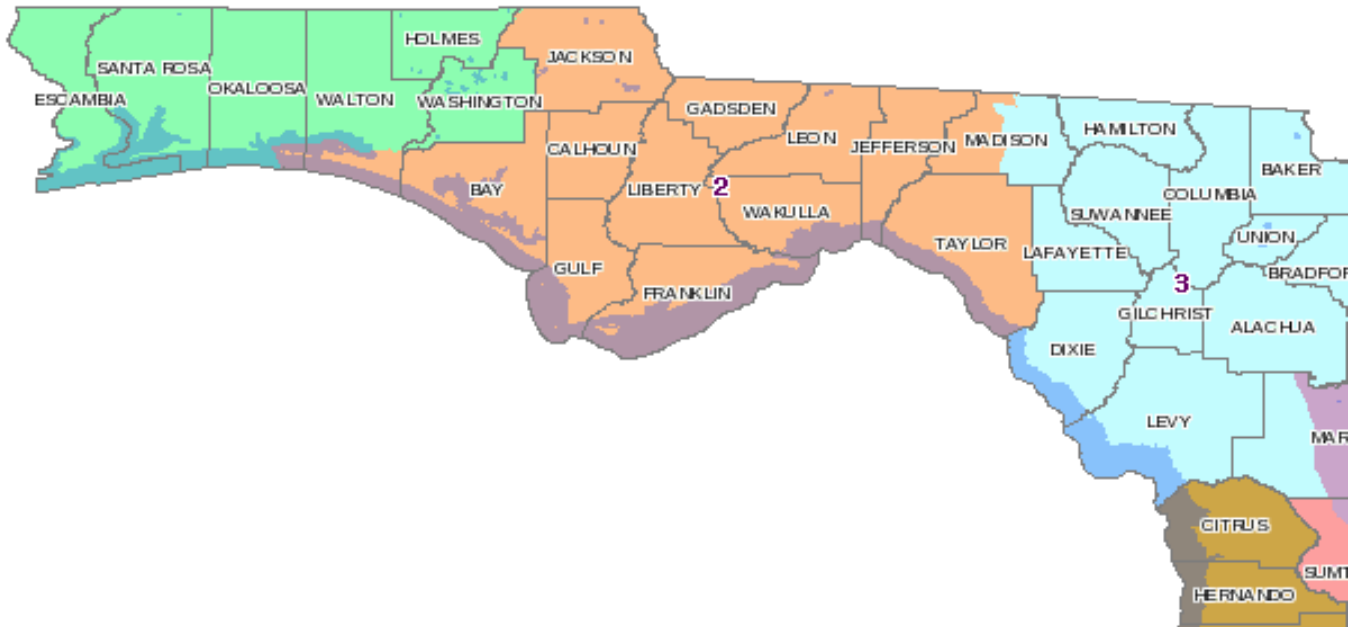 HOLMES
JACKSON
SANTA ROSA
OKALOOSA
ESCAMBIA
WALTON
WASHINGTON
GADSDEN
LEON
HAMILTON
CALHOUN
JEFFERSON
MADISON
BAKER
BAY
LIBERTY
2
COLUMBIA
WAKULLA
SUWANNEE
UNION
TAYLOR
LAFAYETTE
GULF
BRADFOR
FRANKLIN
3
GILCHRIST
ALACHUA
DIXIE
LEVY
MAR
CITRUS
SUMT
HERNANDO